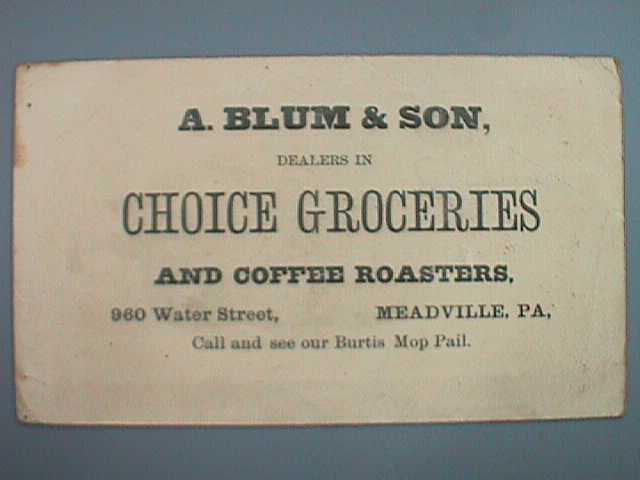 A. BLUM & SON,
DEALERS IN
CHOICE GROCERIES
AND COFFEE ROASTERS,
960 Water Street, MEADVILLE, PA,
Call and see our Burtis Mop Pail.